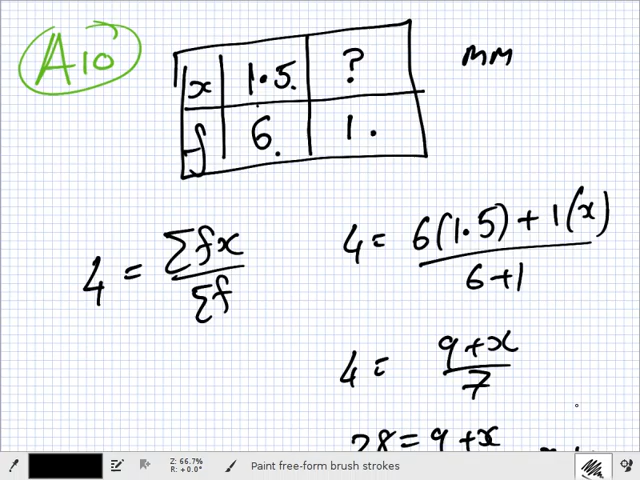 A10
x 1.5 ? mm
f 6. 1.
4 = Σfx / Σf
4 = 6(1.5) + 1(x) / 6+1
4 = 9+x / 7
28 = 9+x
Z: 66.7%
R: +0.0°
Paint free-form brush strokes